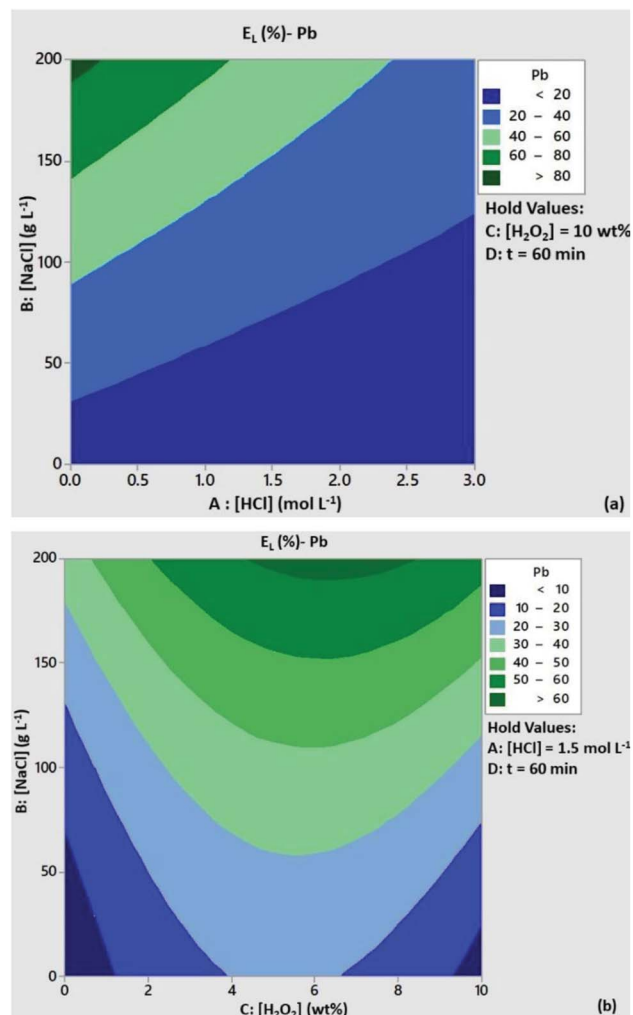 E_L (%)- Pb
200
150
100
50
0
B: [NaCl] (g L⁻¹)
0.0 0.5 1.0 1.5 2.0 2.5 3.0
A : [HCl] (mol L⁻¹)
Pb
< 20
20 – 40
40 – 60
60 – 80
> 80
Hold Values:
C: [H₂O₂] = 10 wt%
D: t = 60 min
(a)
E_L (%)- Pb
200
150
100
50
0
B: [NaCl] (g L⁻¹)
0 2 4 6 8 10
C: [H₂O₂] (wt%)
Pb
< 10
10 – 20
20 – 30
30 – 40
40 – 50
50 – 60
> 60
Hold Values:
A: [HCl] = 1.5 mol L⁻¹
D: t = 60 min
(b)